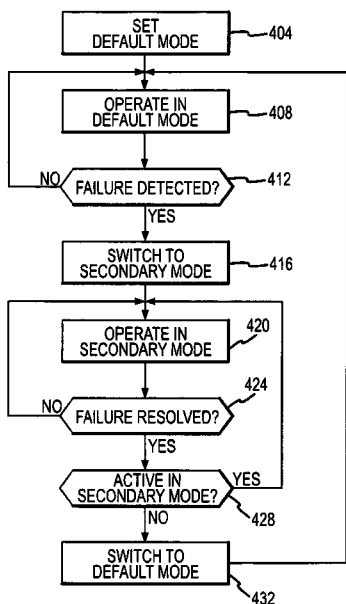 SET
DEFAULT MODE
404
OPERATE IN
DEFAULT MODE
408
NO
FAILURE DETECTED?
412
YES
SWITCH TO
SECONDARY MODE
416
OPERATE IN
SECONDARY MODE
420
NO
FAILURE RESOLVED?
424
YES
ACTIVE IN
SECONDARY MODE?
YES
428
NO
SWITCH TO
DEFAULT MODE
432